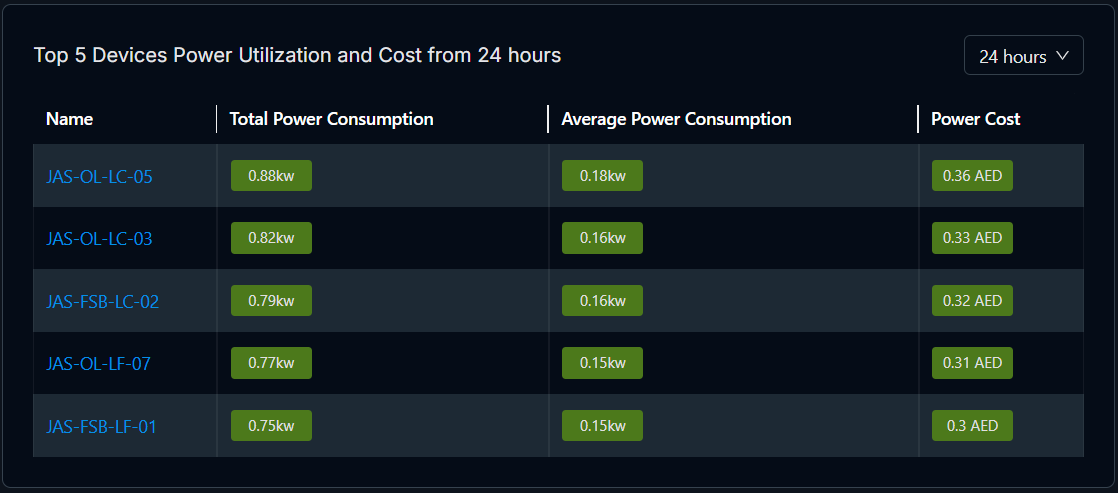 Top 5 Devices Power Utilization and Cost from 24 hours
24 hours
Name Total Power Consumption Average Power Consumption Power Cost
JAS-OL-LC-05 0.88kw 0.18kw 0.36 AED
JAS-OL-LC-03 0.82kw 0.16kw 0.33 AED
JAS-FSB-LC-02 0.79kw 0.16kw 0.32 AED
JAS-OL-LF-07 0.77kw 0.15kw 0.31 AED
JAS-FSB-LF-01 0.75kw 0.15kw 0.3 AED